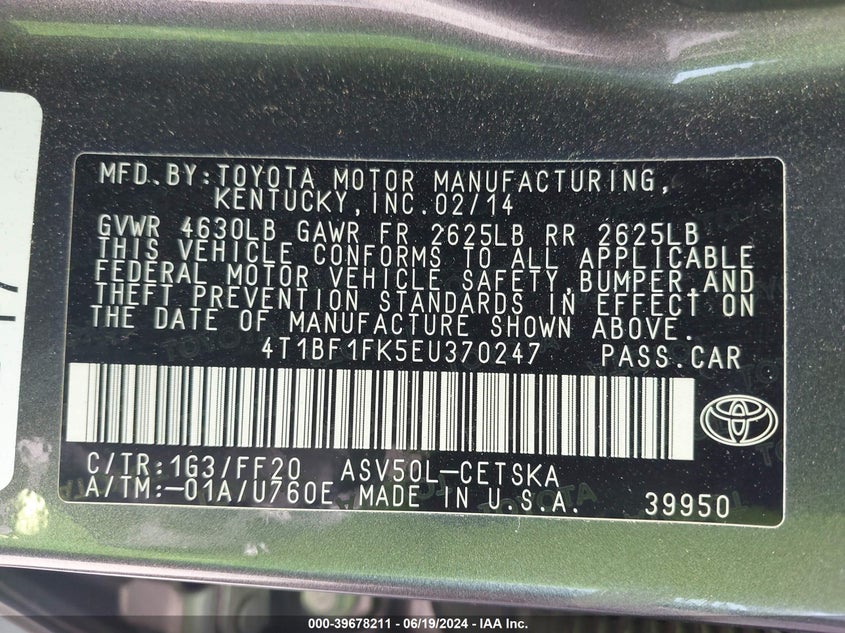 MFD.BY:TOYOTA MOTOR MANUFACTURING,
KENTUCKY,INC.02/14
GVWR 4630LB GAWR FR 2625LB RR 2625LB
THIS VEHICLE CONFORMS TO ALL APPLICABLE
FEDERAL MOTOR VEHICLE SAFETY,BUMPER,AND
THEFT PREVENTION STANDARDS IN EFFECT ON
THE DATE OF MANUFACTURE SHOWN ABOVE.
4T1BF1FK5EU370247 PASS.CAR
C/TR:1G3/FF20 ASV50L-CETSKA
A/TM:-01A/U760E MADE IN U.S.A. 39950
000-39678211 - 06/19/2024 - IAA Inc.